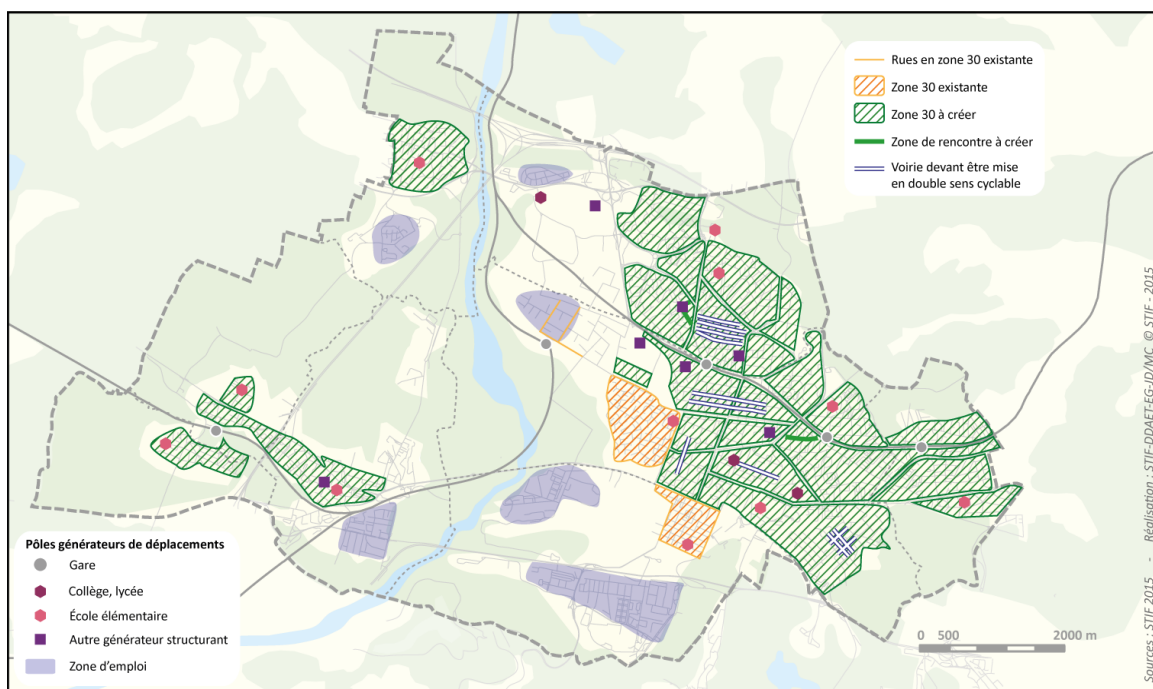 Rues en zone 30 existante
Zone 30 existante
Zone 30 à créer
Zone de rencontre à créer
Voirie devant être mise
en double sens cyclable
Pôles générateurs de déplacements
Gare
Collège, lycée
École élémentaire
Autre générateur structurant
Zone d'emploi
0 500 2000 m
Sources : STIF 2015 - Réalisation : STIF-DDAET-EG-JD/MC © STIF - 2015